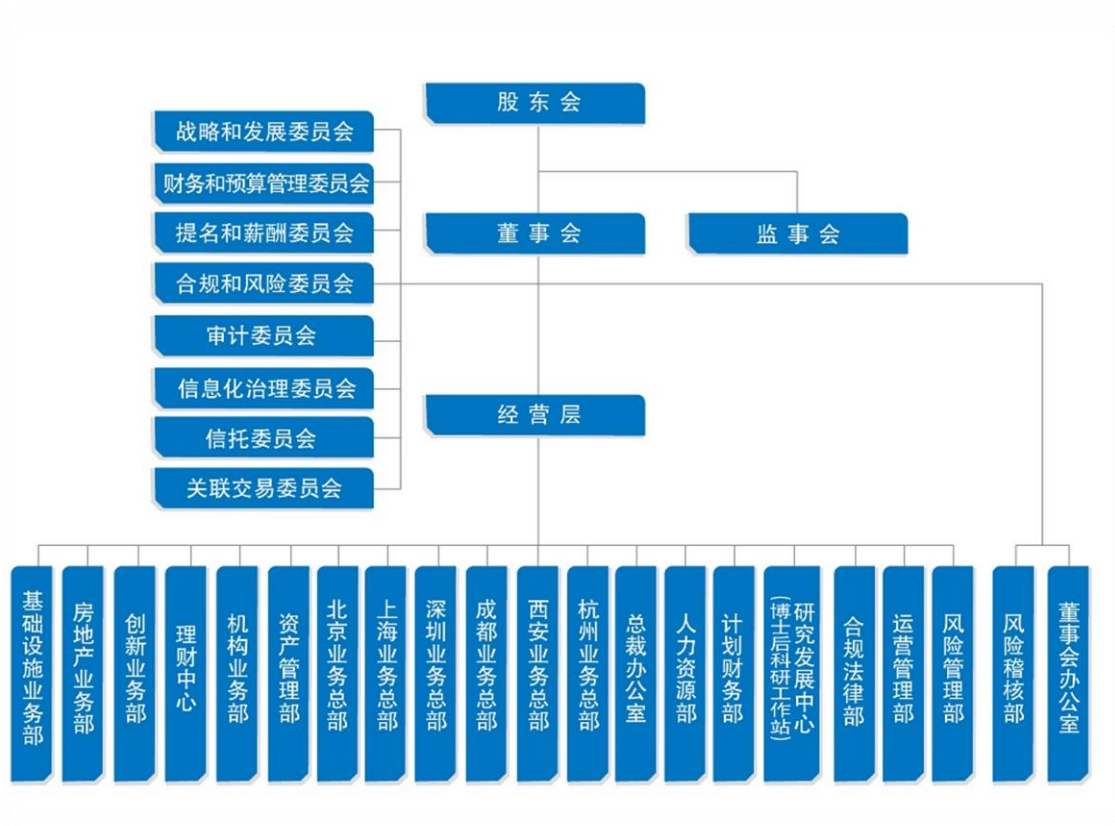 股东会
战略和发展委员会
财务和预算管理委员会
提名和薪酬委员会
董事会
监事会
合规和风险委员会
审计委员会
信息化治理委员会
经营层
信托委员会
关联交易委员会
基础设施业务部
房地产业务部
创新业务部
理财中心
机构业务部
资产管理部
北京业务总部
上海业务总部
深圳业务总部
成都业务总部
西安业务总部
杭州业务总部
总裁办公室
人力资源部
计划财务部
研究发展中心
(博士后科研工作站)
合规法律部
运营管理部
风险管理部
风险稽核部
董事会办公室